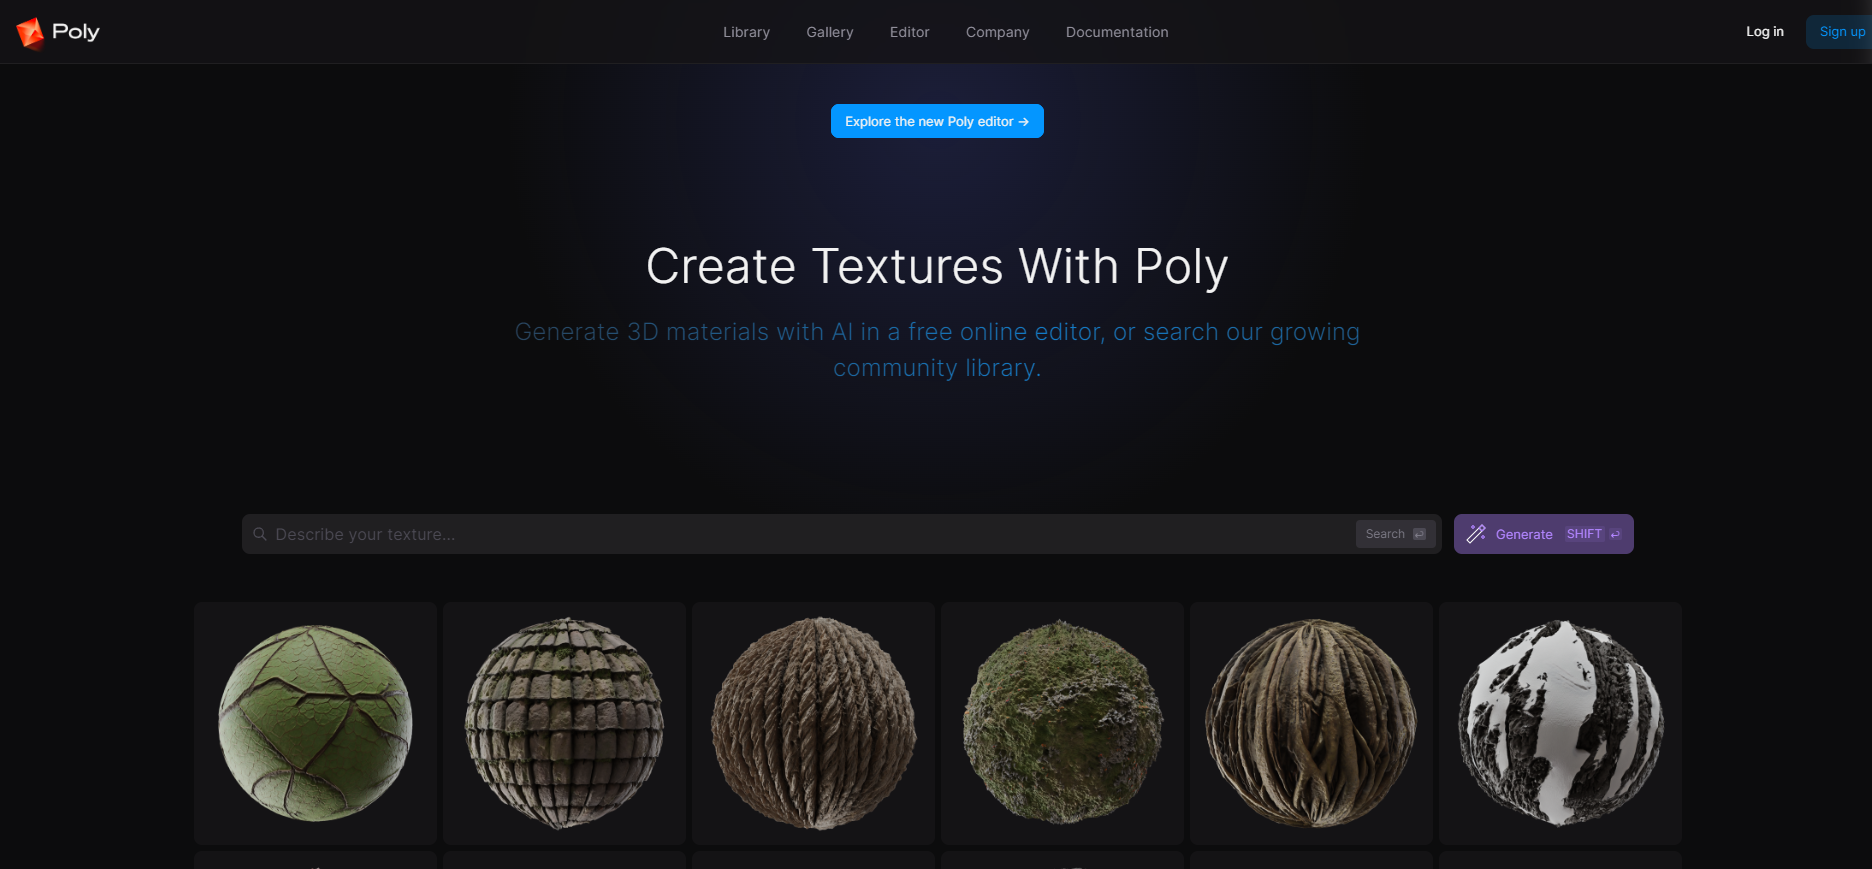 Poly
Library Gallery Editor Company Documentation
Log in
Sign up
Explore the new Poly editor →
Create Textures With Poly
Generate 3D materials with AI in a free online editor, or search our growing
community library.
Describe your texture...
Search
Generate SHIFT